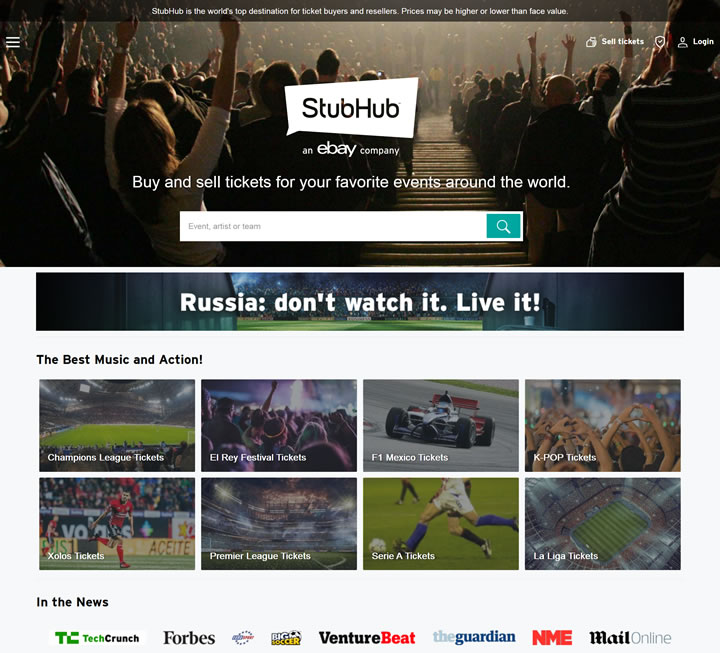 StubHub is the world's top destination for ticket buyers and resellers. Prices may be higher or lower than face value.
Sell tickets
Login
StubHub
an ebay company
Buy and sell tickets for your favorite events around the world.
Event, artist or team
Russia: don't watch it. Live it!
The Best Music and Action!
Champions League Tickets
El Rey Festival Tickets
F1 Mexico Tickets
K-POP Tickets
Xolos Tickets
Premier League Tickets
Serie A Tickets
La Liga Tickets
ACEITE
In the News
TC TechCrunch
Forbes
BIG SOCCER
VentureBeat
theguardian
NME
Mail Online